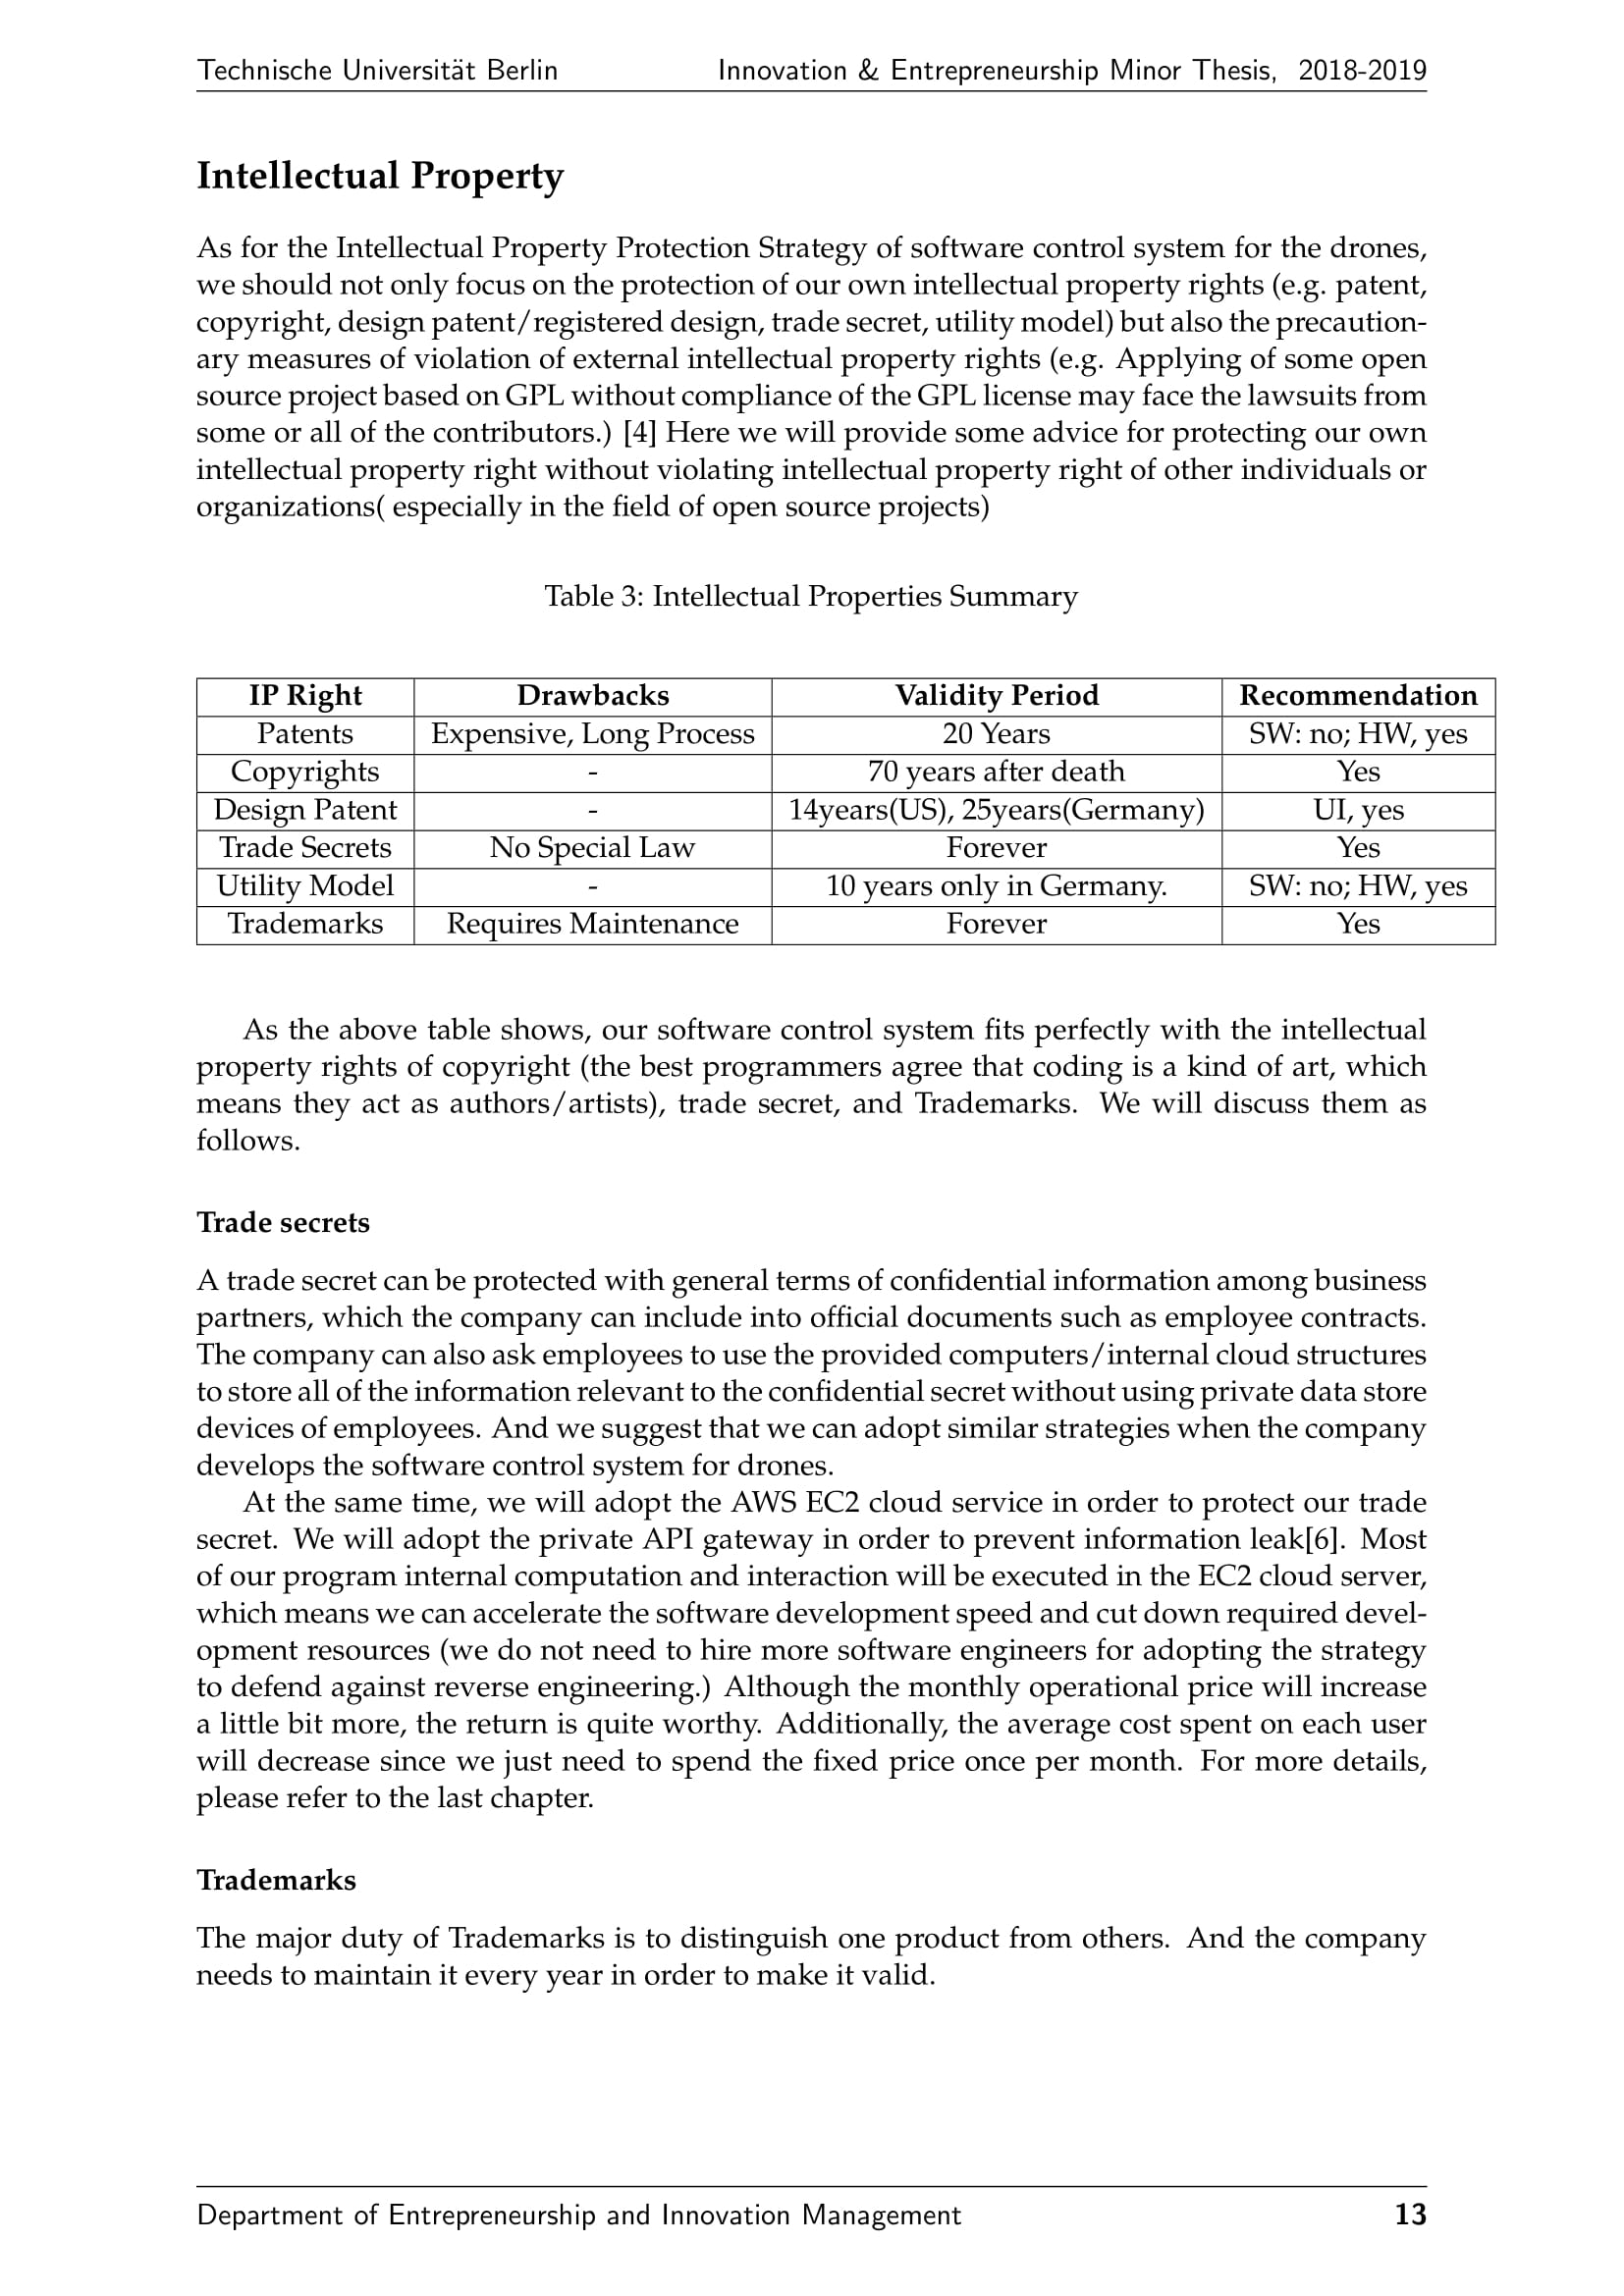 Technische Universität Berlin Innovation & Entrepreneurship Minor Thesis, 2018-2019
Intellectual Property
As for the Intellectual Property Protection Strategy of software control system for the drones,
we should not only focus on the protection of our own intellectual property rights (e.g. patent,
copyright, design patent/registered design, trade secret, utility model) but also the precaution-
ary measures of violation of external intellectual property rights (e.g. Applying of some open
source project based on GPL without compliance of the GPL license may face the lawsuits from
some or all of the contributors.) [4] Here we will provide some advice for protecting our own
intellectual property right without violating intellectual property right of other individuals or
organizations( especially in the field of open source projects)
Table 3: Intellectual Properties Summary
IP Right Drawbacks Validity Period Recommendation
Patents Expensive, Long Process 20 Years SW: no; HW, yes
Copyrights - 70 years after death Yes
Design Patent - 14years(US), 25years(Germany) UI, yes
Trade Secrets No Special Law Forever Yes
Utility Model - 10 years only in Germany. SW: no; HW, yes
Trademarks Requires Maintenance Forever Yes
As the above table shows, our software control system fits perfectly with the intellectual
property rights of copyright (the best programmers agree that coding is a kind of art, which
means they act as authors/artists), trade secret, and Trademarks. We will discuss them as
follows.
Trade secrets
A trade secret can be protected with general terms of confidential information among business
partners, which the company can include into official documents such as employee contracts.
The company can also ask employees to use the provided computers/internal cloud structures
to store all of the information relevant to the confidential secret without using private data store
devices of employees. And we suggest that we can adopt similar strategies when the company
develops the software control system for drones.
At the same time, we will adopt the AWS EC2 cloud service in order to protect our trade
secret. We will adopt the private API gateway in order to prevent information leak[6]. Most
of our program internal computation and interaction will be executed in the EC2 cloud server,
which means we can accelerate the software development speed and cut down required devel-
opment resources (we do not need to hire more software engineers for adopting the strategy
to defend against reverse engineering.) Although the monthly operational price will increase
a little bit more, the return is quite worthy. Additionally, the average cost spent on each user
will decrease since we just need to spend the fixed price once per month. For more details,
please refer to the last chapter.
Trademarks
The major duty of Trademarks is to distinguish one product from others. And the company
needs to maintain it every year in order to make it valid.
Department of Entrepreneurship and Innovation Management 13